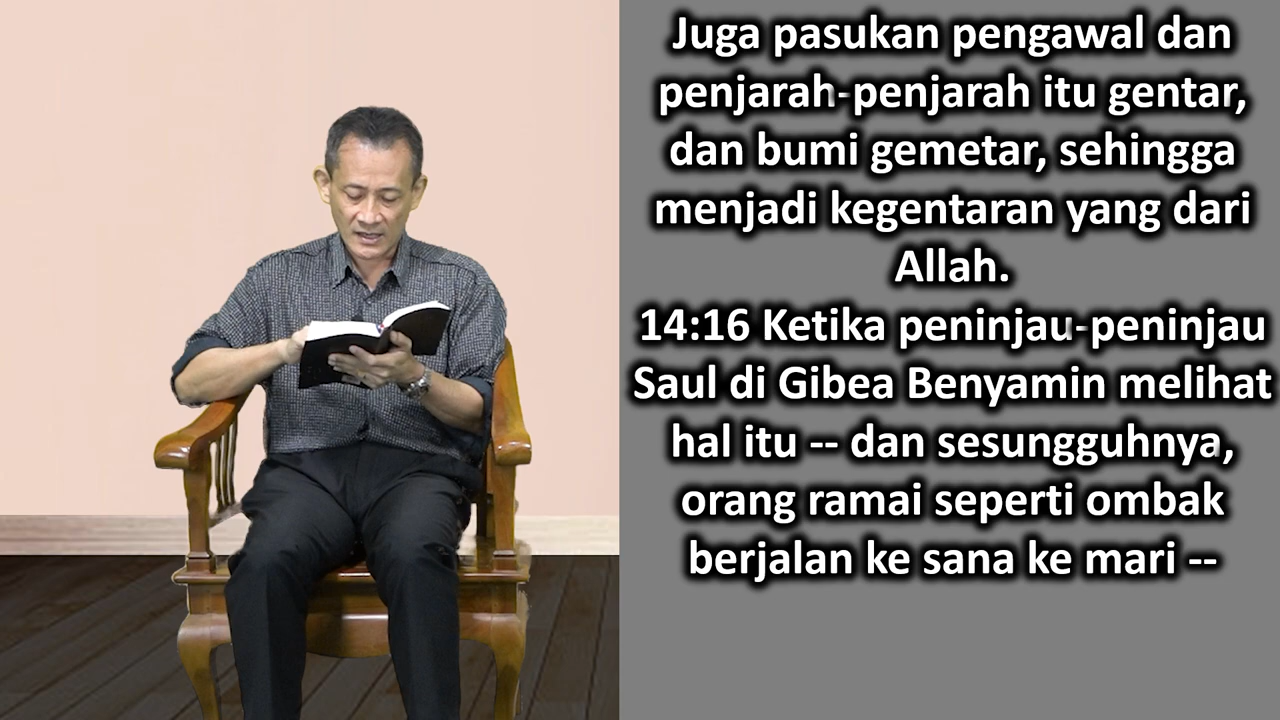 Juga pasukan pengawal dan
penjarah-penjarah itu gentar,
dan bumi gemetar, sehingga
menjadi kegentaran yang dari
Allah.
14:16 Ketika peninjau-peninjau
Saul di Gibea Benyamin melihat
hal itu -- dan sesungguhnya,
orang ramai seperti ombak
berjalan ke sana ke mari --